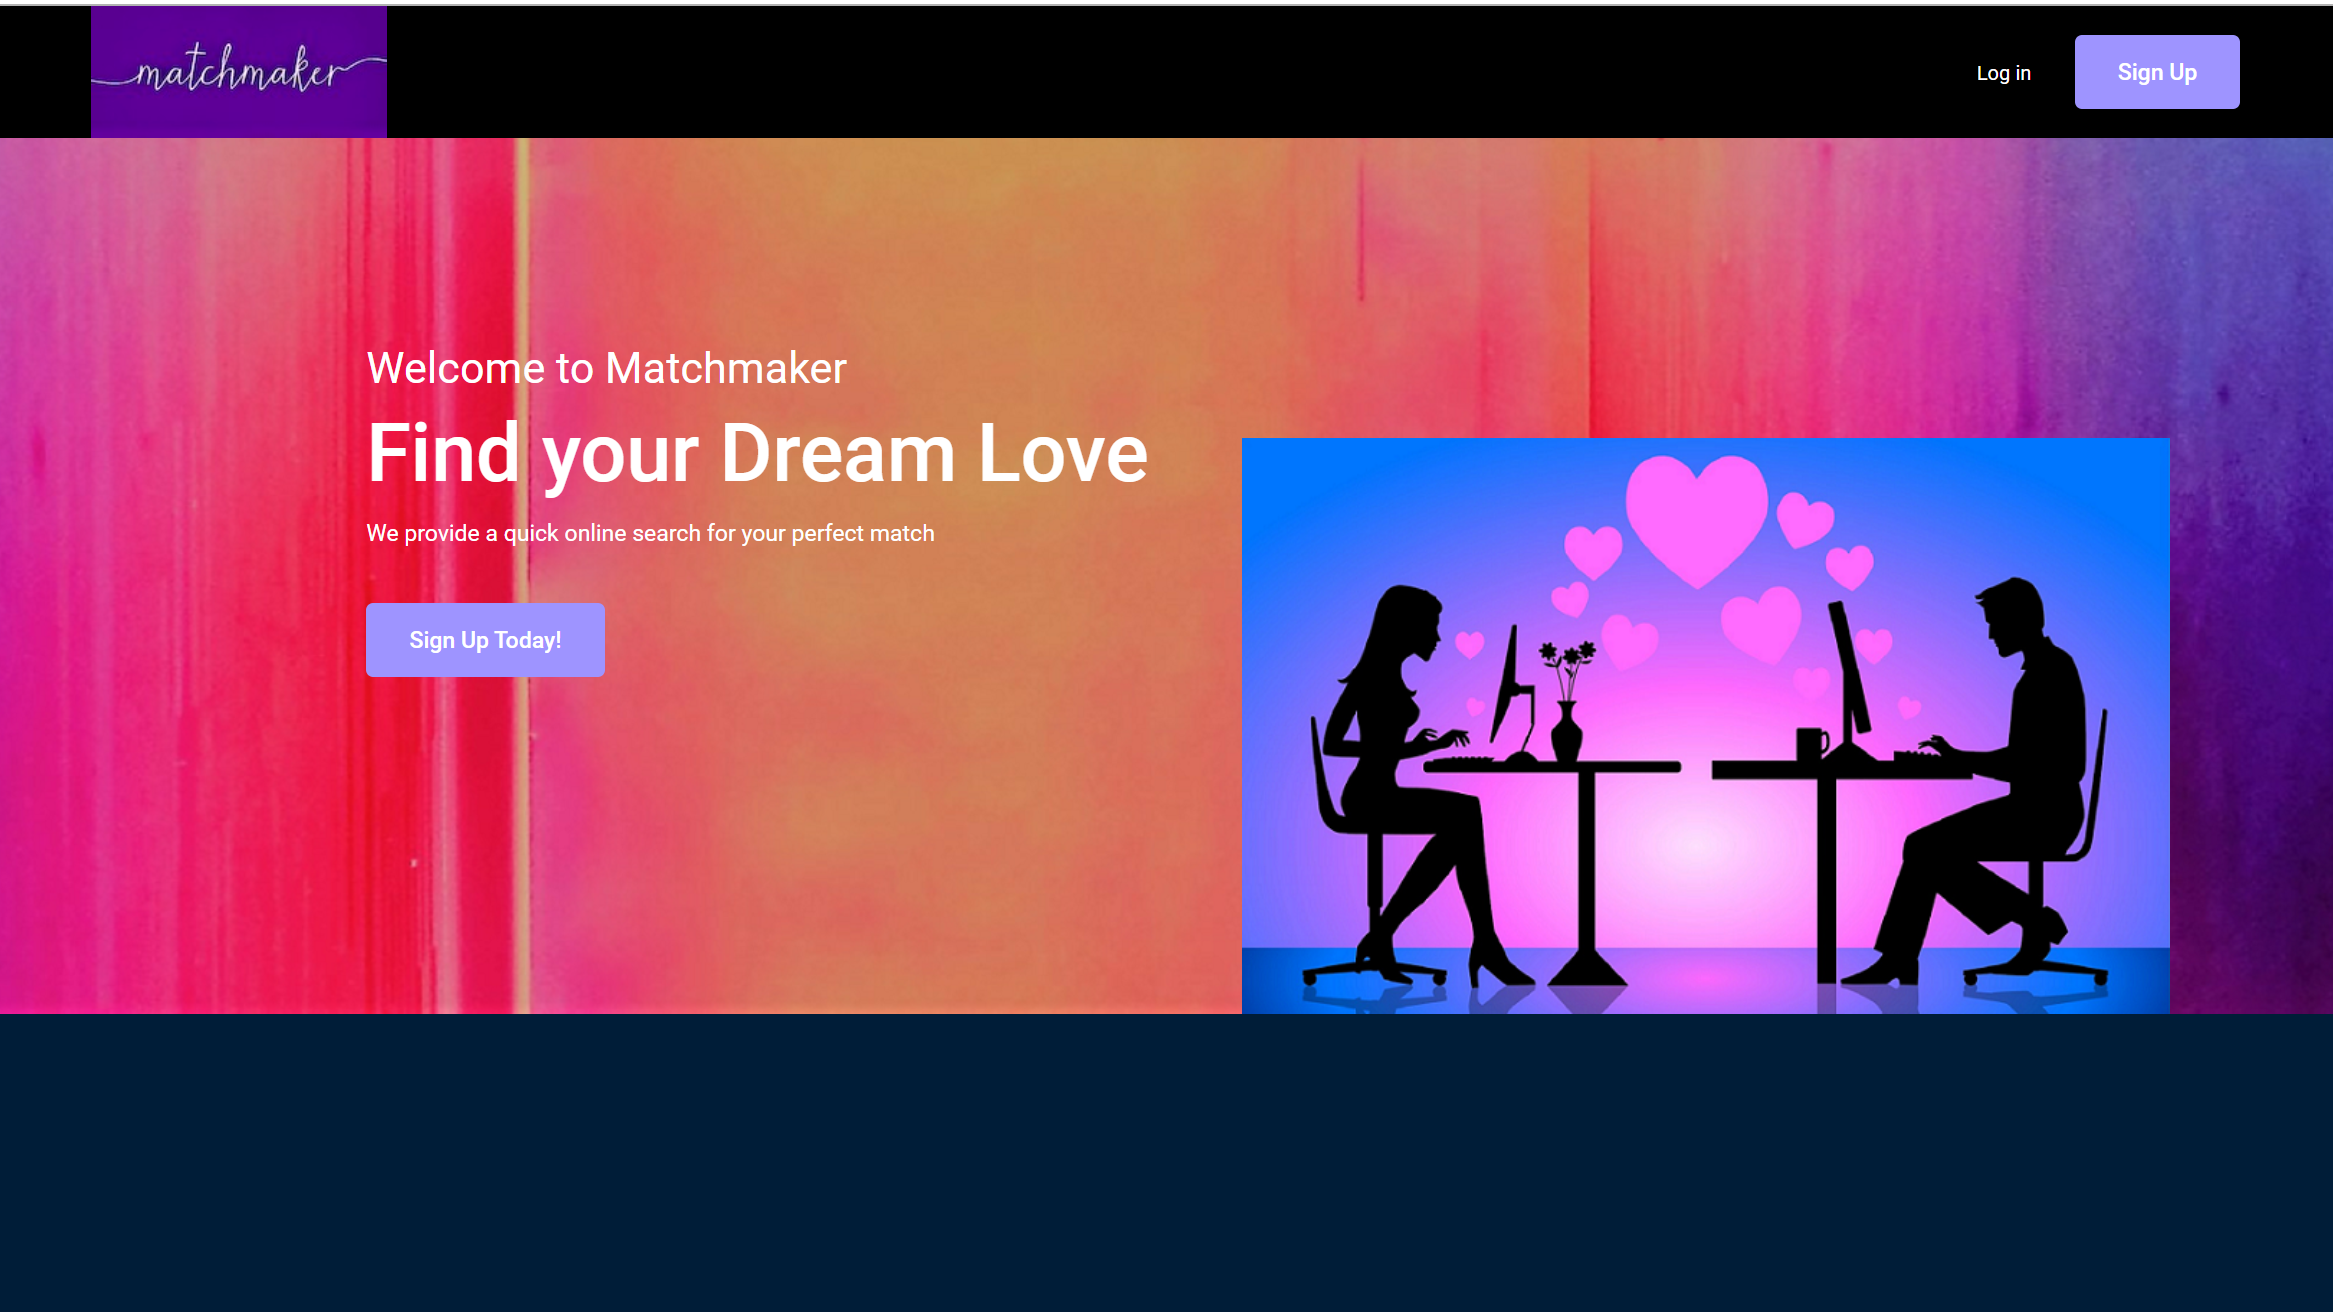 matchmaker
Log in
Sign Up
Welcome to Matchmaker
Find your Dream Love
We provide a quick online search for your perfect match
Sign Up Today!